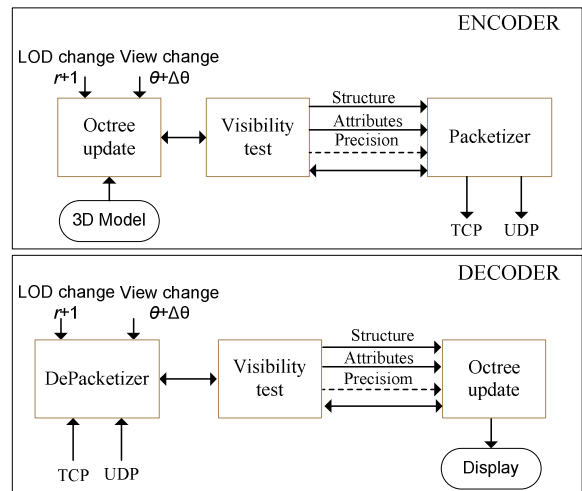 ENCODER
LOD change View change
r+1 θ+Δθ
Octree
update
Visibility
test
Structure
Attributes
Precision
Packetizer
3D Model
TCP UDP
DECODER
LOD change View change
r+1 θ+Δθ
DePacketizer
Visibility
test
Structure
Attributes
Precisiom
Octree
update
TCP UDP
Display